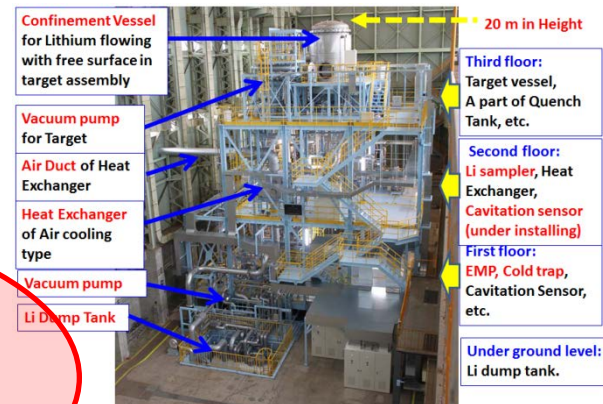 Confinement Vessel
for Lithium flowing
with free surface in
target assembly
Vacuum pump
for Target
Air Duct of Heat
Exchanger
Heat Exchanger
of Air cooling
type
Vacuum pump
Li Dump Tank
20 m in Height
Third floor:
Target vessel,
A part of Quench
Tank, etc.
Second floor:
Li sampler, Heat
Exchanger,
Cavitation sensor
(under installing)
First floor:
EMP, Cold trap,
Cavitation Sensor,
etc.
Under ground level:
Li dump tank.